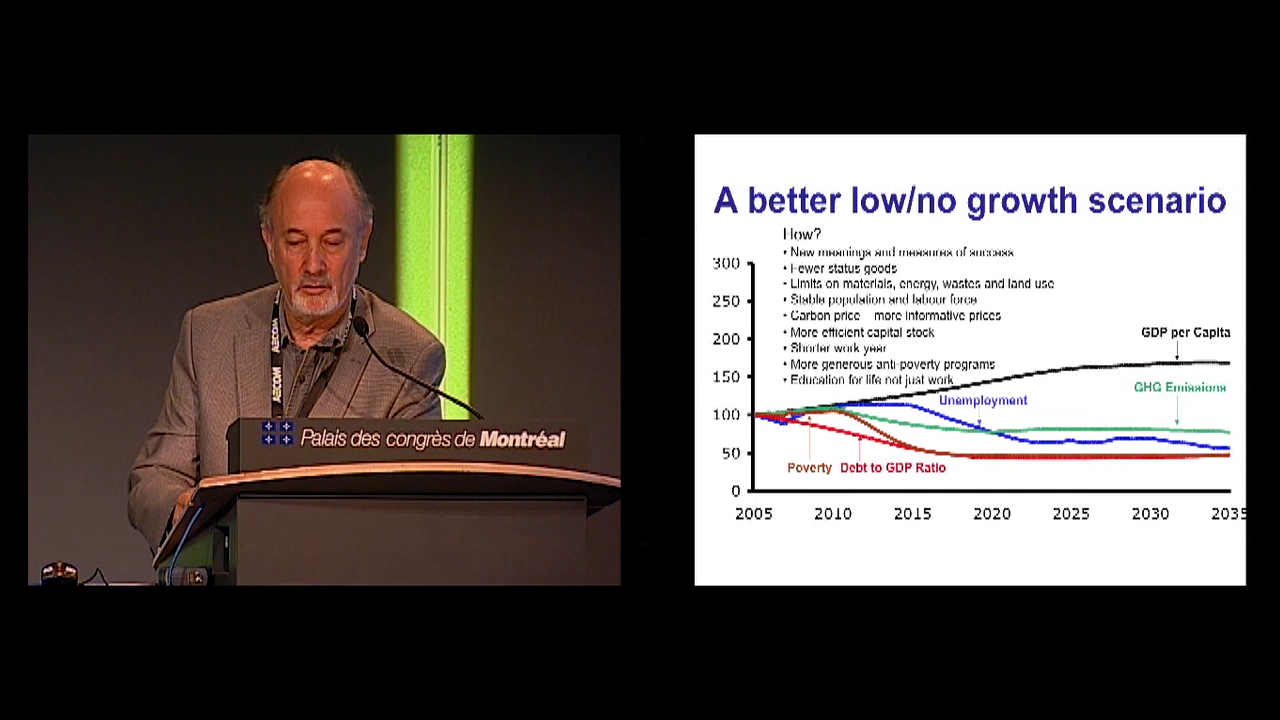 AECOM
AECOM
Palais des congrès de Montréal
A better low/no growth scenario
How?
• New meanings and measures of success
• Fewer status goods
• Limits on materials, energy, wastes and land use
• Stable population and labour force
• Carbon price – more informative prices
• More efficient capital stock
• Shorter work year
• More generous anti-poverty programs
• Education for life not just work
300
250
200
150
100
50
0
GDP per Capita
GHG Emissions
Unemployment
Poverty
Debt to GDP Ratio
2005 2010 2015 2020 2025 2030 2035